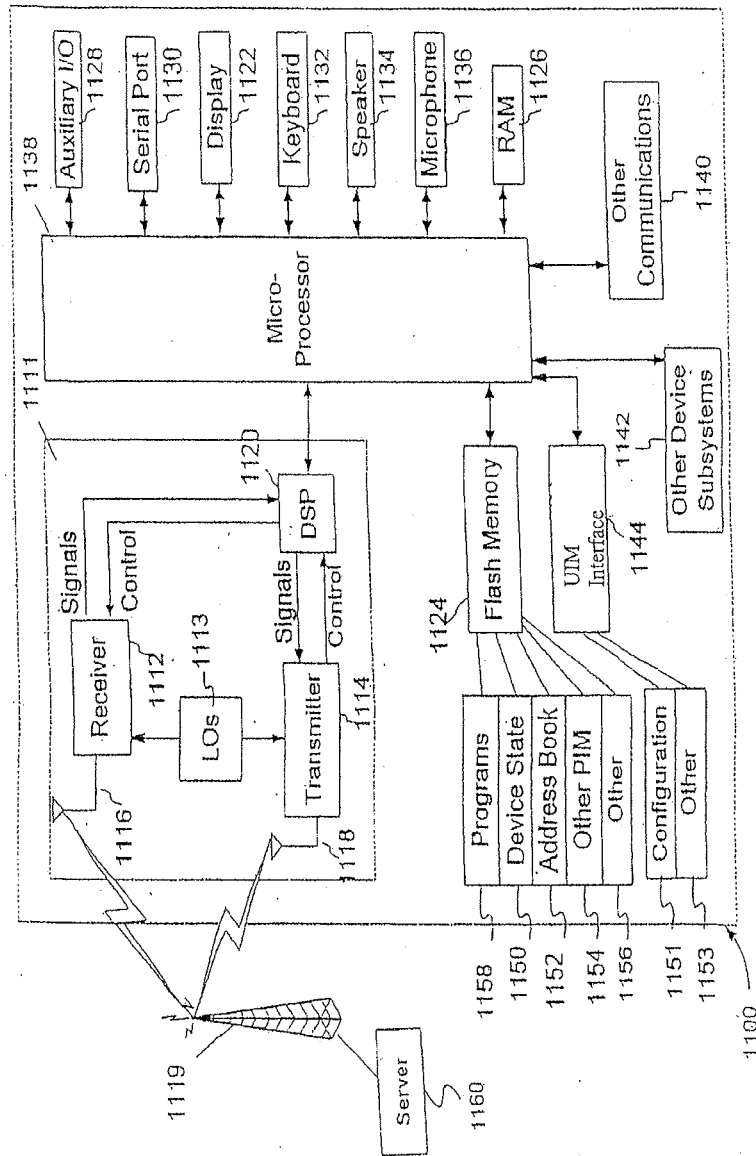 1138
1111
Auxiliary I/O
1128
Serial Port
1130
Display
1122
Keyboard
1132
Speaker
1134
Microphone
1136
RAM
1126
Other
Communications
1140
Micro-
Processor
Signals
Control
Receiver
1112
1116
LOs
1113
1120
DSP
Signals
Control
Transmitter
1114
1118
1119
Server
1160
1124
Flash Memory
UIM
Interface
1144
1142
Other Device
Subsystems
Programs
1158
Device State
1150
Address Book
1152
Other PIM
1154
Other
1156
Configuration
1151
Other
1153
1100